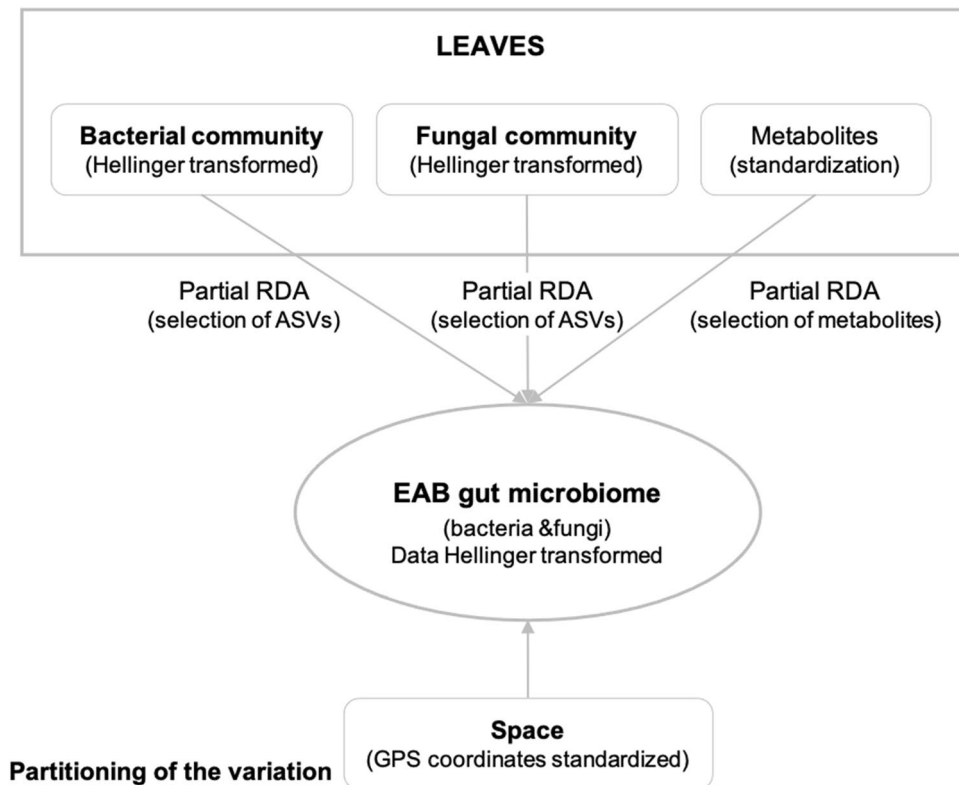 LEAVES
Bacterial community
(Hellinger transformed)
Fungal community
(Hellinger transformed)
Metabolites
(standardization)
Partial RDA
(selection of ASVs)
Partial RDA
(selection of ASVs)
Partial RDA
(selection of metabolites)
EAB gut microbiome
(bacteria &fungi)
Data Hellinger transformed
Space
(GPS coordinates standardized)
Partitioning of the variation